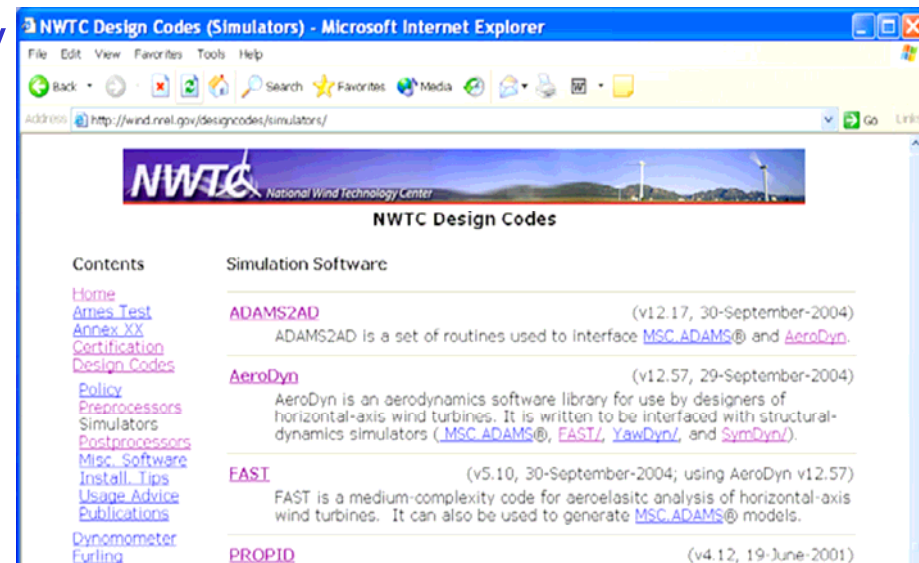 y
NWTC Design Codes (Simulators) - Microsoft Internet Explorer
File Edit View Favorites Tools Help
Back Search Favorites Media
Address http://wind.nrel.gov/designcodes/simulators/ Go Links
NWTC National Wind Technology Center
NWTC Design Codes
Contents
Home
Ames Test
Annex XX
Certification
Design Codes
Policy
Preprocessors
Simulators
Postprocessors
Misc. Software
Install. Tips
Usage Advice
Publications
Dynomometer
Furling
Simulation Software
ADAMS2AD (v12.17, 30-September-2004)
ADAMS2AD is a set of routines used to interface MSC.ADAMS® and AeroDyn.
AeroDyn (v12.57, 29-September-2004)
AeroDyn is an aerodynamics software library for use by designers of
horizontal-axis wind turbines. It is written to be interfaced with structural-
dynamics simulators ( MSC.ADAMS®, FAST/, YawDyn/, and SymDyn/).
FAST (v5.10, 30-September-2004; using AeroDyn v12.57)
FAST is a medium-complexity code for aeroelasitc analysis of horizontal-axis
wind turbines. It can also be used to generate MSC.ADAMS® models.
PROPID (v4.12, 19-June-2001)